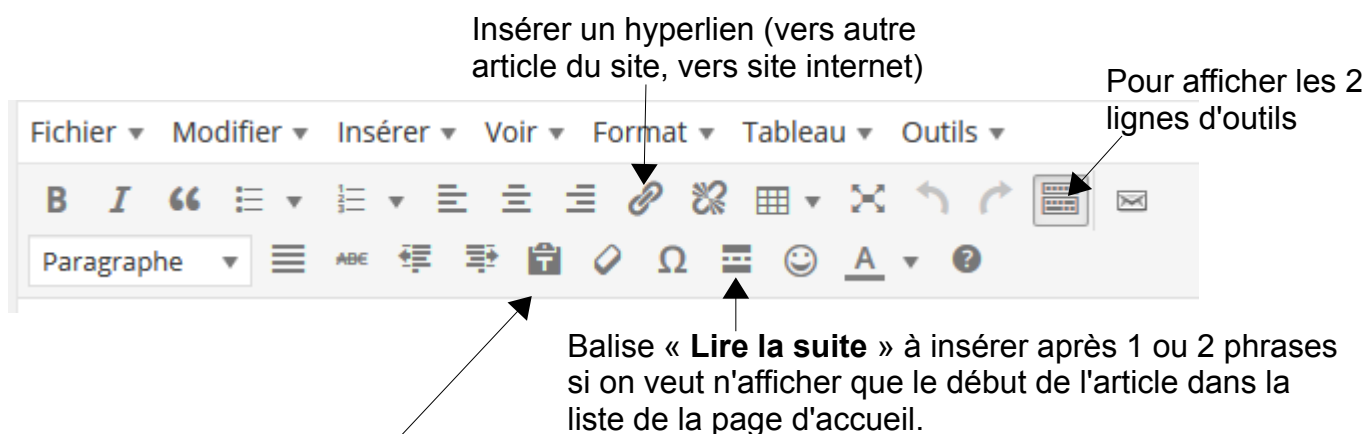 Insérer un hyperlien (vers autre
article du site, vers site internet)
Pour afficher les 2
lignes d'outils
Fichier Modifier Insérer Voir Format Tableau Outils
B I
Paragraphe ABE Ω A ?
Balise « Lire la suite » à insérer après 1 ou 2 phrases
si on veut n'afficher que le début de l'article dans la
liste de la page d'accueil.